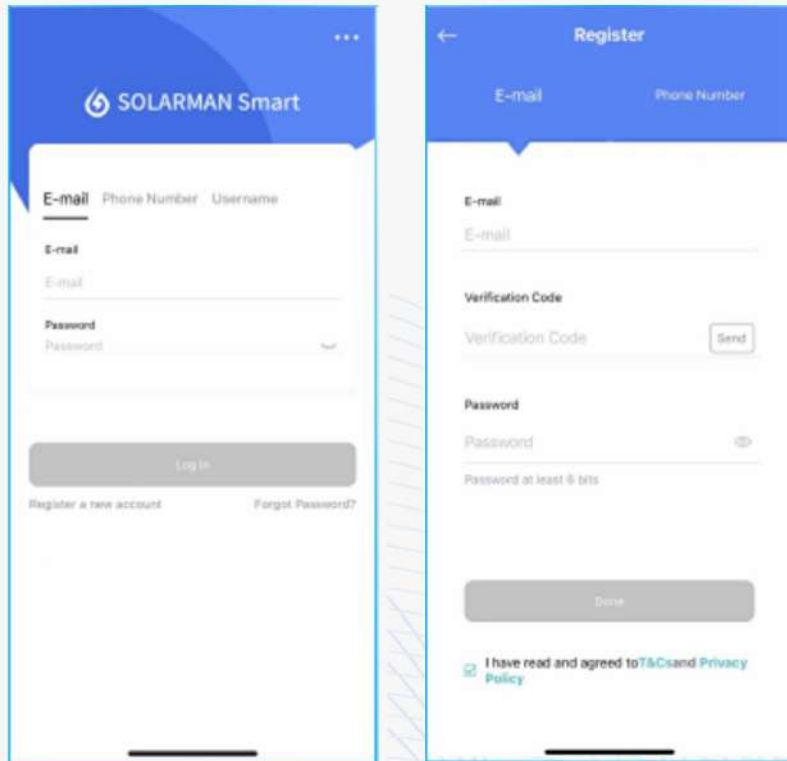 SOLARMAN Smart
E-mail Phone Number Username
E-mail
E-mail
Password
Password
Log In
Register a new account Forgot Password?
Register
E-mail Phone Number
E-mail
E-mail
Verification Code
Verification Code Send
Password
Password
Password at least 6 bits
Done
I have read and agreed toT&Csand Privacy
Policy